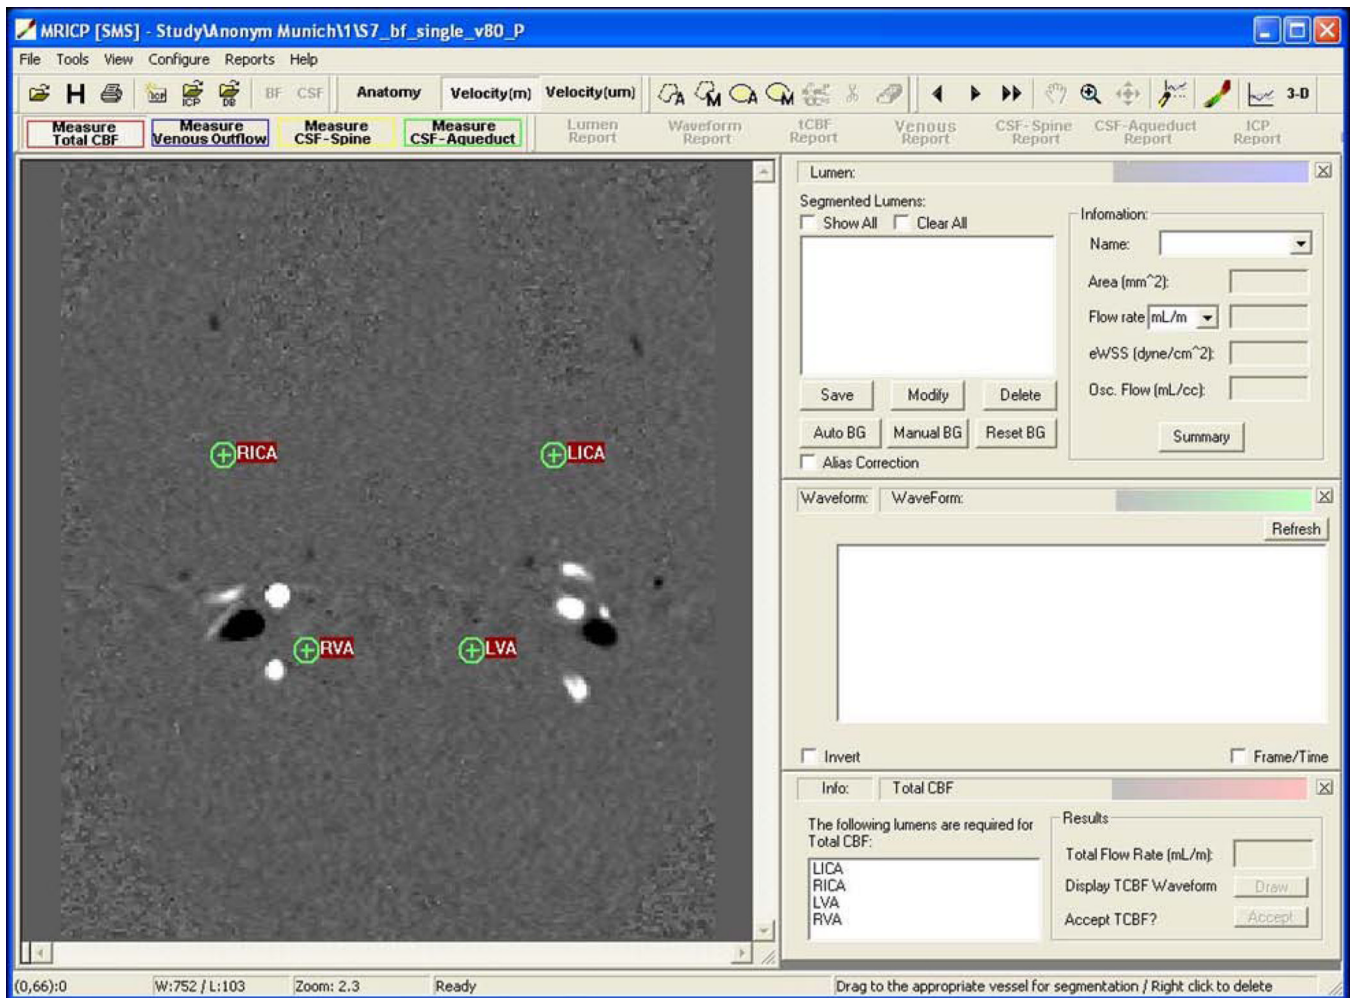 MRICP [SMS] - Study\Anonym Munich\1\S7_bf_single_v80_P
File Tools View Configure Reports Help
H ICP ICP DB BF CSF Anatomy Velocity(m) Velocity(um) A M A M 3-D
Measure Total CBF
Measure Venous Outflow
Measure CSF-Spine
Measure CSF-Aqueduct
Lumen Report
Waveform Report
tCBF Report
Venous Report
CSF-Spine Report
CSF-Aqueduct Report
ICP Report
RICA
LICA
RVA
LVA
Lumen:
Segmented Lumens:
Show All Clear All
Save Modify Delete
Auto BG Manual BG Reset BG
Alias Correction
Infomation:
Name:
Area (mm^2):
Flow rate mL/m
eWSS (dyne/cm^2):
Osc. Flow (mL/cc):
Summary
Waveform: WaveForm:
Refresh
Invert Frame/Time
Info: Total CBF
The following lumens are required for
Total CBF:
LICA
RICA
LVA
RVA
Results
Total Flow Rate (mL/m):
Display TCBF Waveform Draw
Accept TCBF? Accept
(0,66):0 W:752 / L:103 Zoom: 2.3 Ready Drag to the appropriate vessel for segmentation / Right click to delete